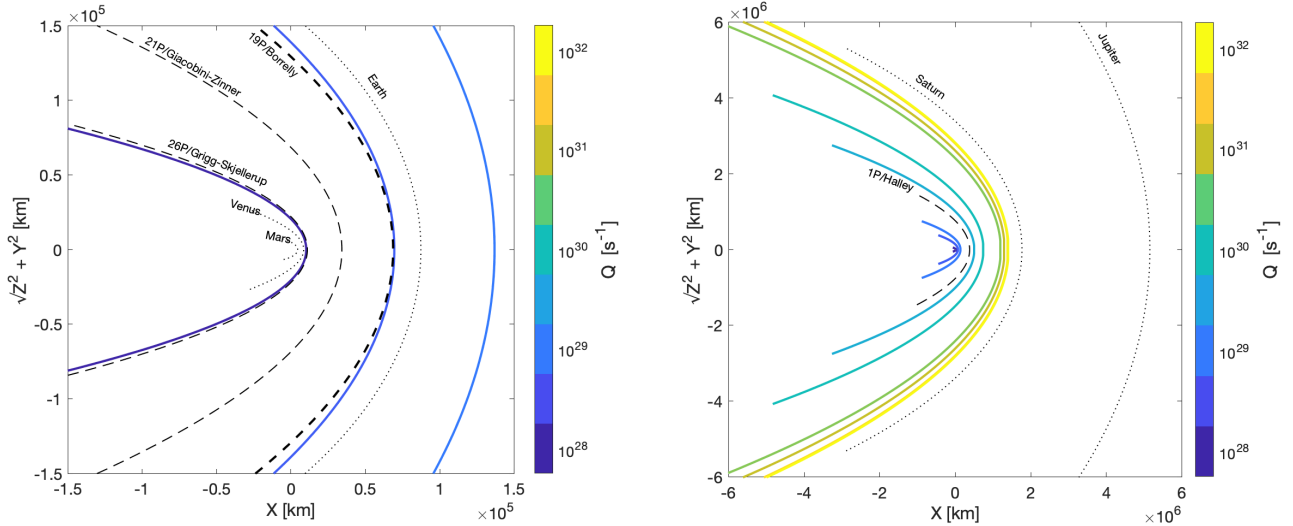 ×10⁵
1.5
1
0.5
0
-0.5
-1
-1.5
√Z² + Y² [km]
-1.5
-1
-0.5
0
0.5
1
1.5
X [km]
×10⁵
21P/Giacobini-Zinner
19P/Borrelly
Earth
26P/Grigg-Skjellerup
Venus
Mars
10³²
10³¹
10³⁰
10²⁹
10²⁸
Q [s⁻¹]
×10⁶
6
4
2
0
-2
-4
-6
√Z² + Y² [km]
-6
-4
-2
0
2
4
6
X [km]
×10⁶
Saturn
Jupiter
1P/Halley
10³²
10³¹
10³⁰
10²⁹
10²⁸
Q [s⁻¹]